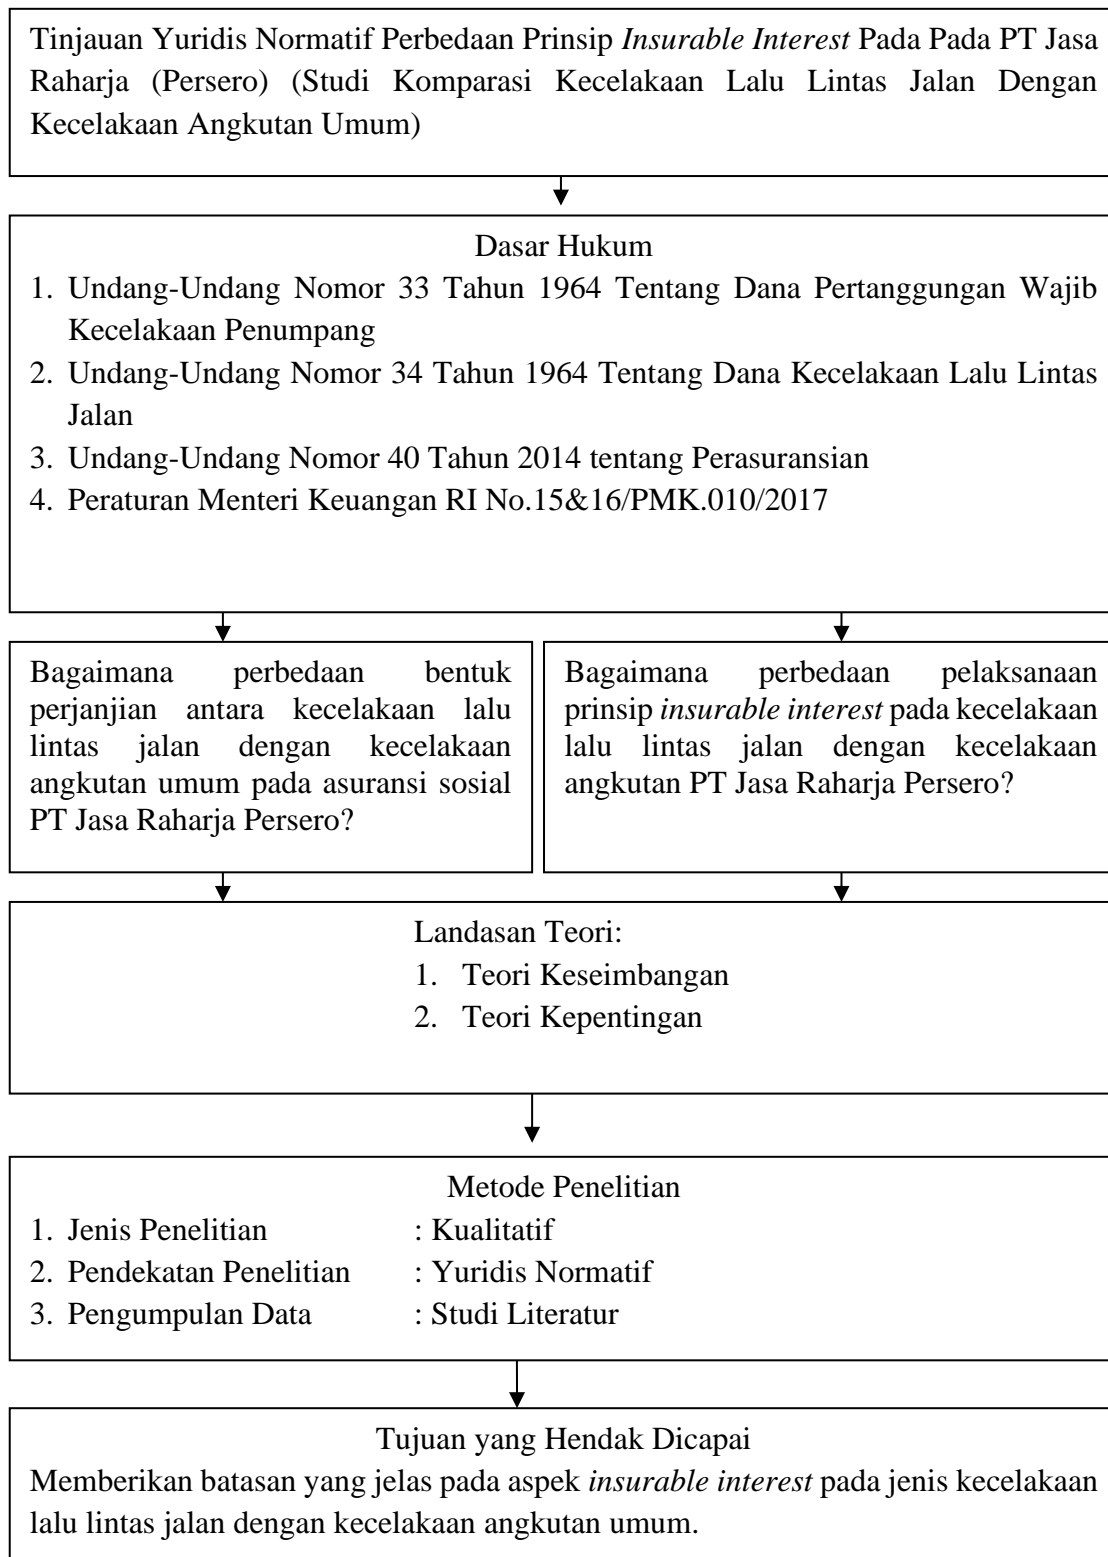 Tinjauan Yuridis Normatif Perbedaan Prinsip Insurable Interest Pada Pada PT Jasa
Raharja (Persero) (Studi Komparasi Kecelakaan Lalu Lintas Jalan Dengan
Kecelakaan Angkutan Umum)
Dasar Hukum
1. Undang-Undang Nomor 33 Tahun 1964 Tentang Dana Pertanggungan Wajib
Kecelakaan Penumpang
2. Undang-Undang Nomor 34 Tahun 1964 Tentang Dana Kecelakaan Lalu Lintas
Jalan
3. Undang-Undang Nomor 40 Tahun 2014 tentang Perasuransian
4. Peraturan Menteri Keuangan RI No.15&16/PMK.010/2017
Bagaimana perbedaan bentuk
perjanjian antara kecelakaan lalu
lintas jalan dengan kecelakaan
angkutan umum pada asuransi sosial
PT Jasa Raharja Persero?
Bagaimana perbedaan pelaksanaan
prinsip insurable interest pada kecelakaan
lalu lintas jalan dengan kecelakaan
angkutan PT Jasa Raharja Persero?
Landasan Teori:
1. Teori Keseimbangan
2. Teori Kepentingan
Metode Penelitian
1. Jenis Penelitian : Kualitatif
2. Pendekatan Penelitian : Yuridis Normatif
3. Pengumpulan Data : Studi Literatur
Tujuan yang Hendak Dicapai
Memberikan batasan yang jelas pada aspek insurable interest pada jenis kecelakaan
lalu lintas jalan dengan kecelakaan angkutan umum.